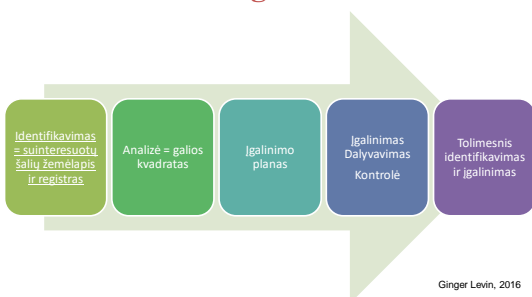 Identifikavimas
= suinteresuotų
šalių žemėlapis
ir registras
Analizė = galios
kvadratas
Įgalinimo
planas
Įgalinimas
Dalyvavimas
Kontrolė
Tolimesnis
identifikavimas
ir įgalinimas
Ginger Levin, 2016